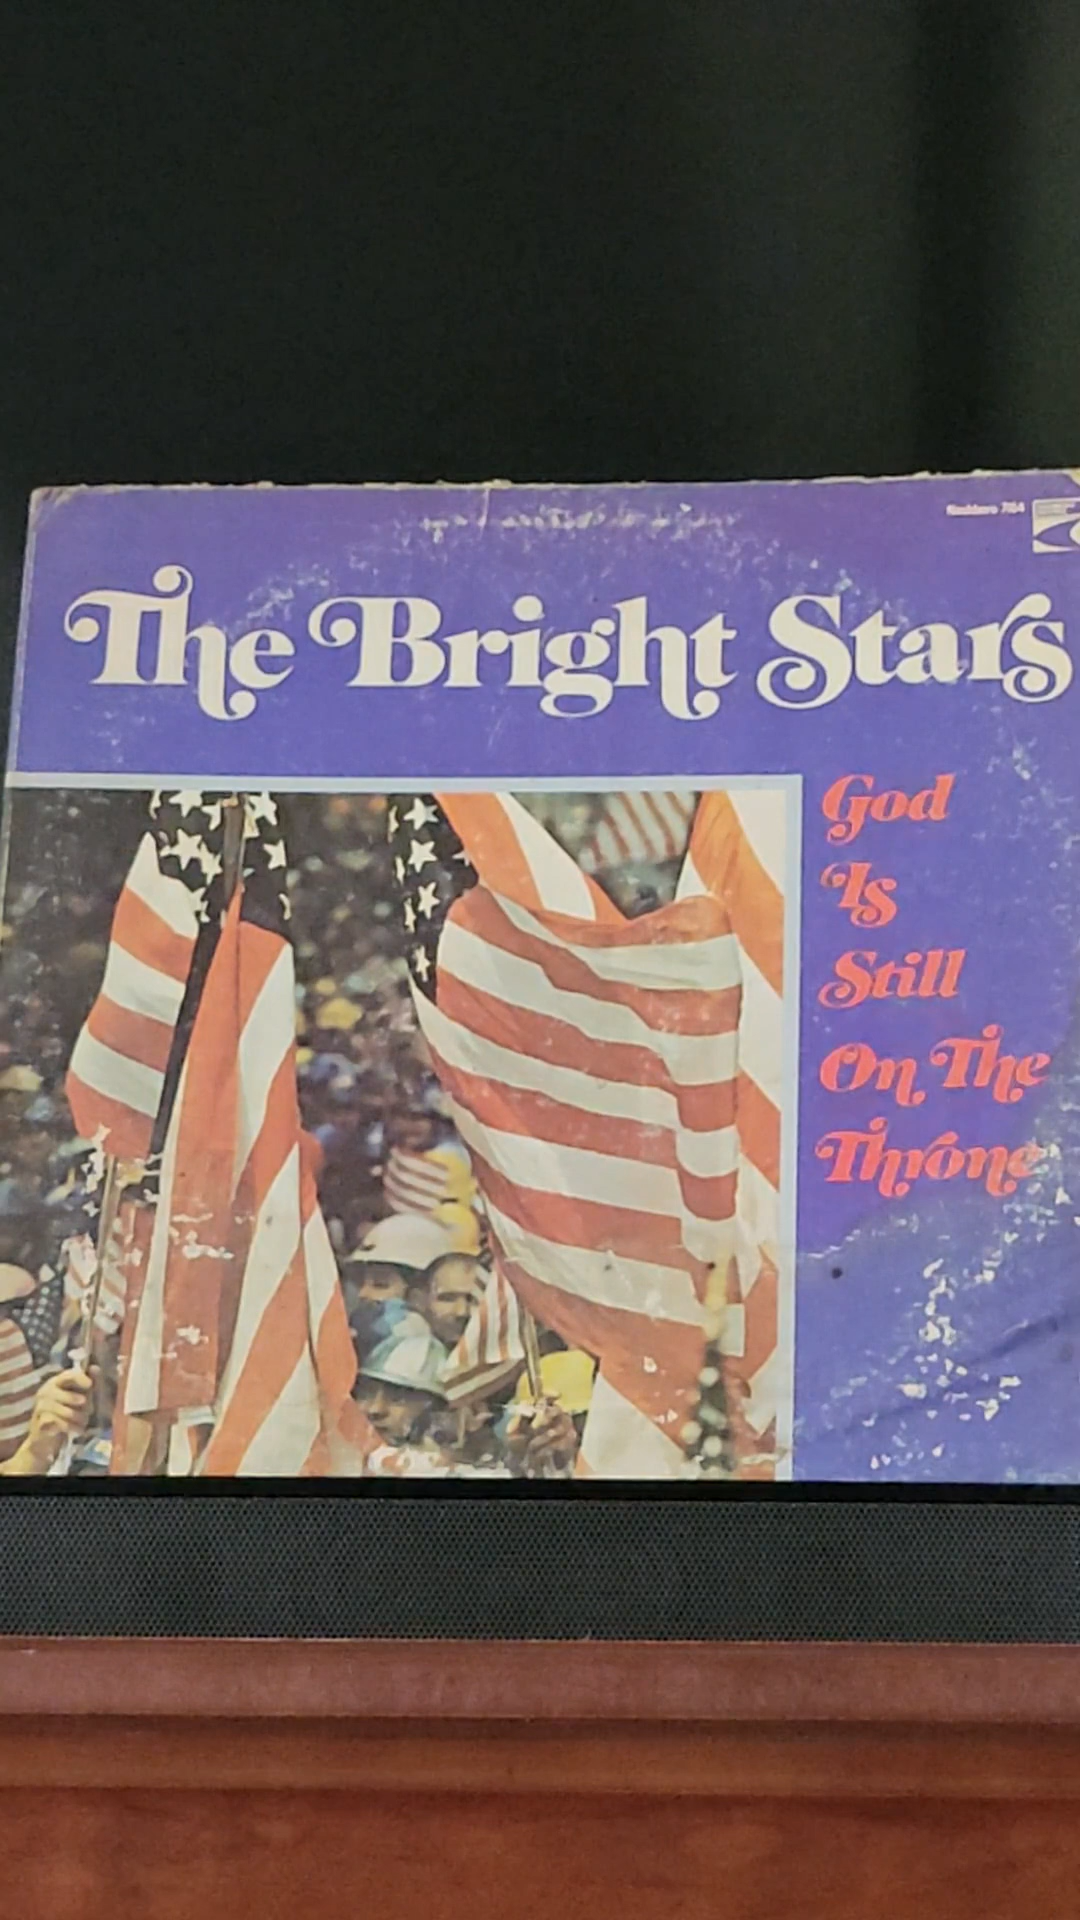 The Bright Stars
God
Is
Still
On The
Throne